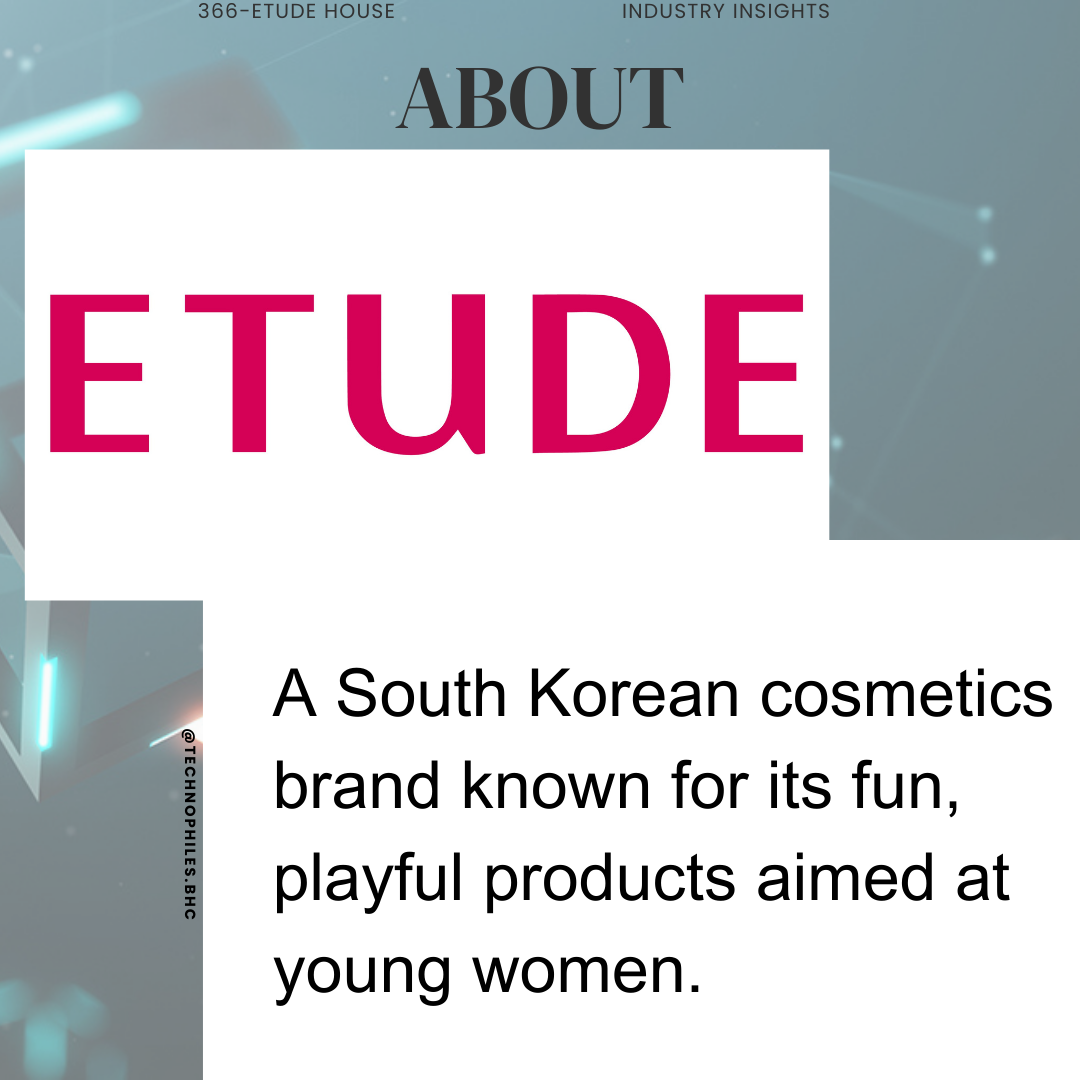 366-ETUDE HOUSE
INDUSTRY INSIGHTS
ABOUT
ETUDE
A South Korean cosmetics
brand known for its fun,
playful products aimed at
young women.
@TECHNOPHILES.BHC